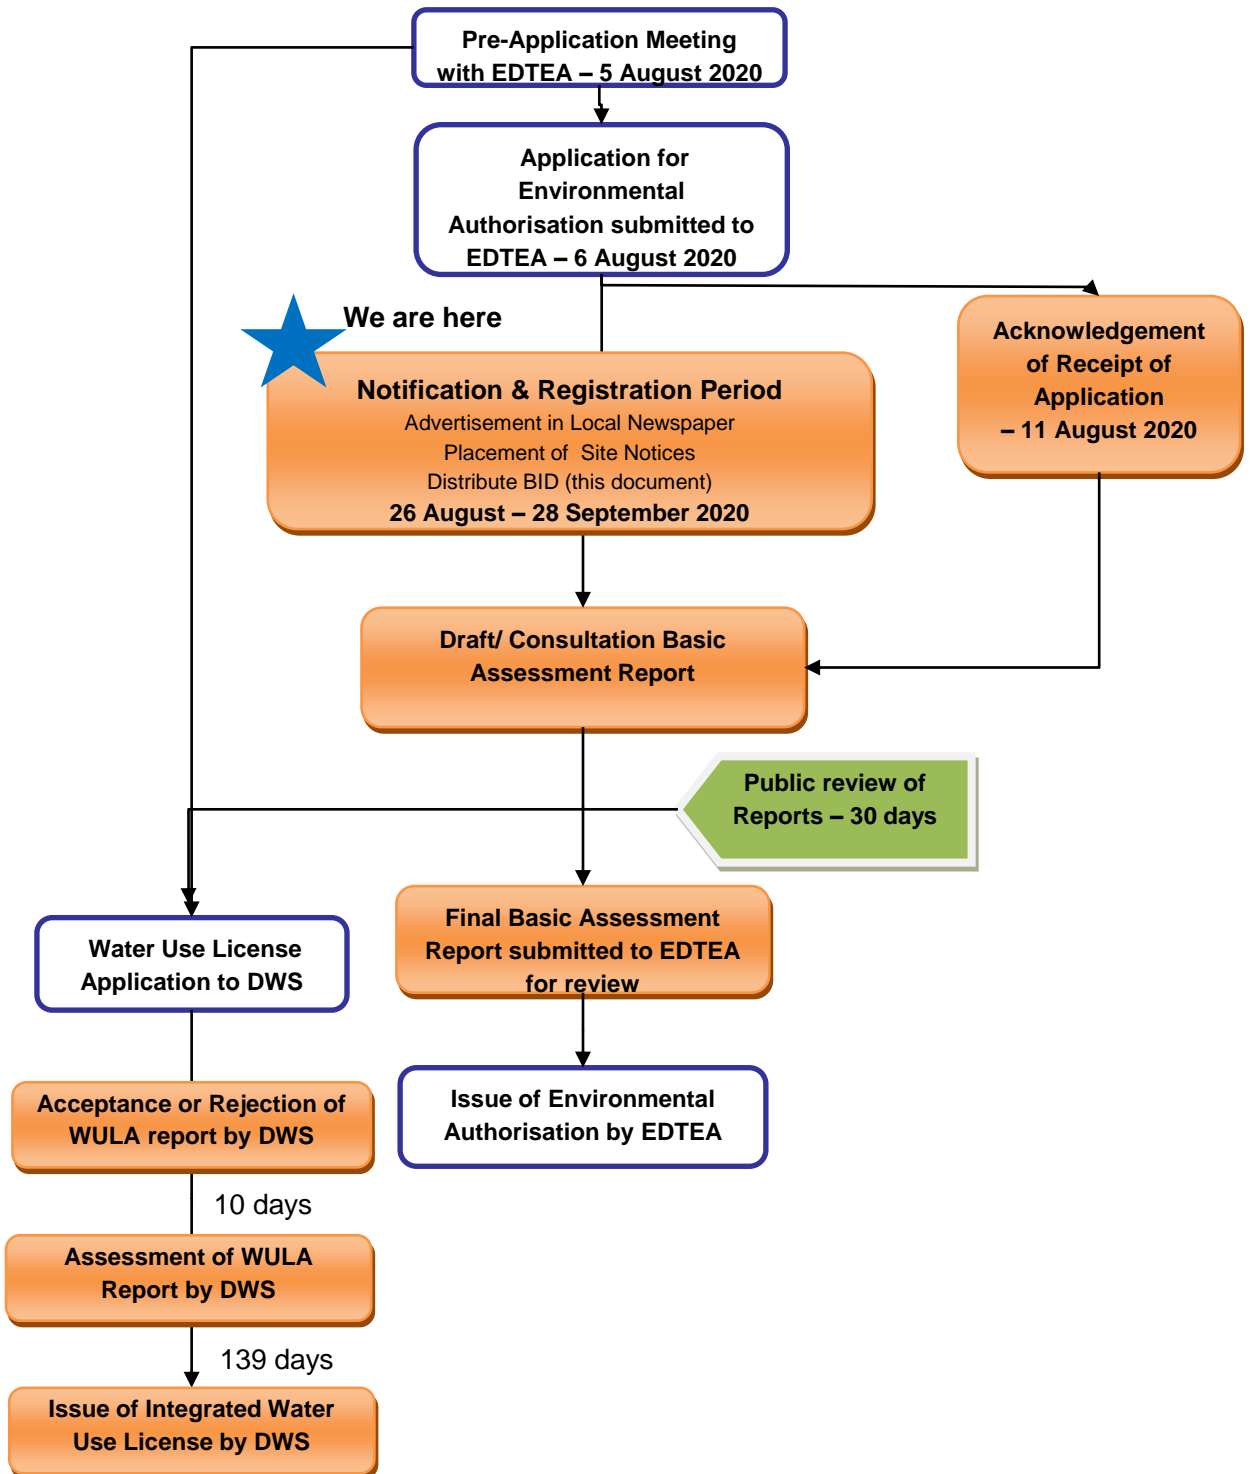 Pre-Application Meeting
with EDTEA – 5 August 2020
Application for
Environmental
Authorisation submitted to
EDTEA – 6 August 2020
We are here
Acknowledgement
of Receipt of
Application
– 11 August 2020
Notification & Registration Period
Advertisement in Local Newspaper
Placement of Site Notices
Distribute BID (this document)
26 August – 28 September 2020
Draft/ Consultation Basic
Assessment Report
Public review of
Reports – 30 days
Final Basic Assessment
Report submitted to EDTEA
for review
Water Use License
Application to DWS
Issue of Environmental
Authorisation by EDTEA
Acceptance or Rejection of
WULA report by DWS
10 days
Assessment of WULA
Report by DWS
139 days
Issue of Integrated Water
Use License by DWS